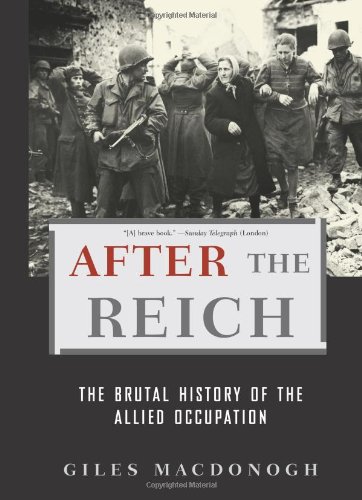 Copyrighted Material
"[A] brave book." —Sunday Telegraph (London)
AFTER THE
REICH
THE BRUTAL HISTORY OF THE
ALLIED OCCUPATION
GILES MACDONOGH
Copyrighted Material